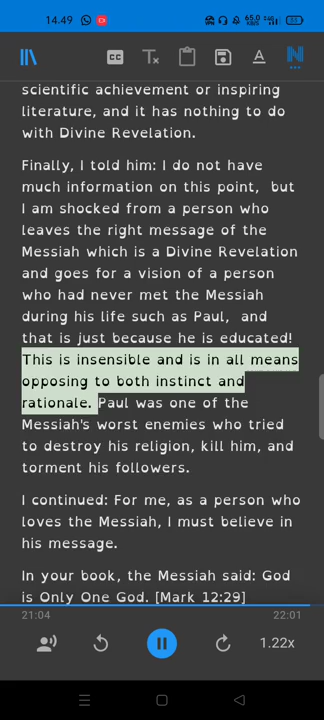 14.49
65.0
CC
A
scientific achievement or inspiring
literature, and it has nothing to do
with Divine Revelation.
Finally, I told him: I do not have
much information on this point,  but
I am shocked from a person who
leaves the right message of the
Messiah which is a Divine Revelation
and goes for a vision of a person
who had never met the Messiah
during his life such as Paul,  and
that is just because he is educated!
This is insensible and is in all means
opposing to both instinct and
rationale. Paul was one of the
Messiah's worst enemies who tried
to destroy his religion, kill him, and
torment his followers.
I continued: For me, as a person who
loves the Messiah, I must believe in
his message.
In your book, the Messiah said: God
is Only One God. [Mark 12:29]
21:04
22:01
1.22x